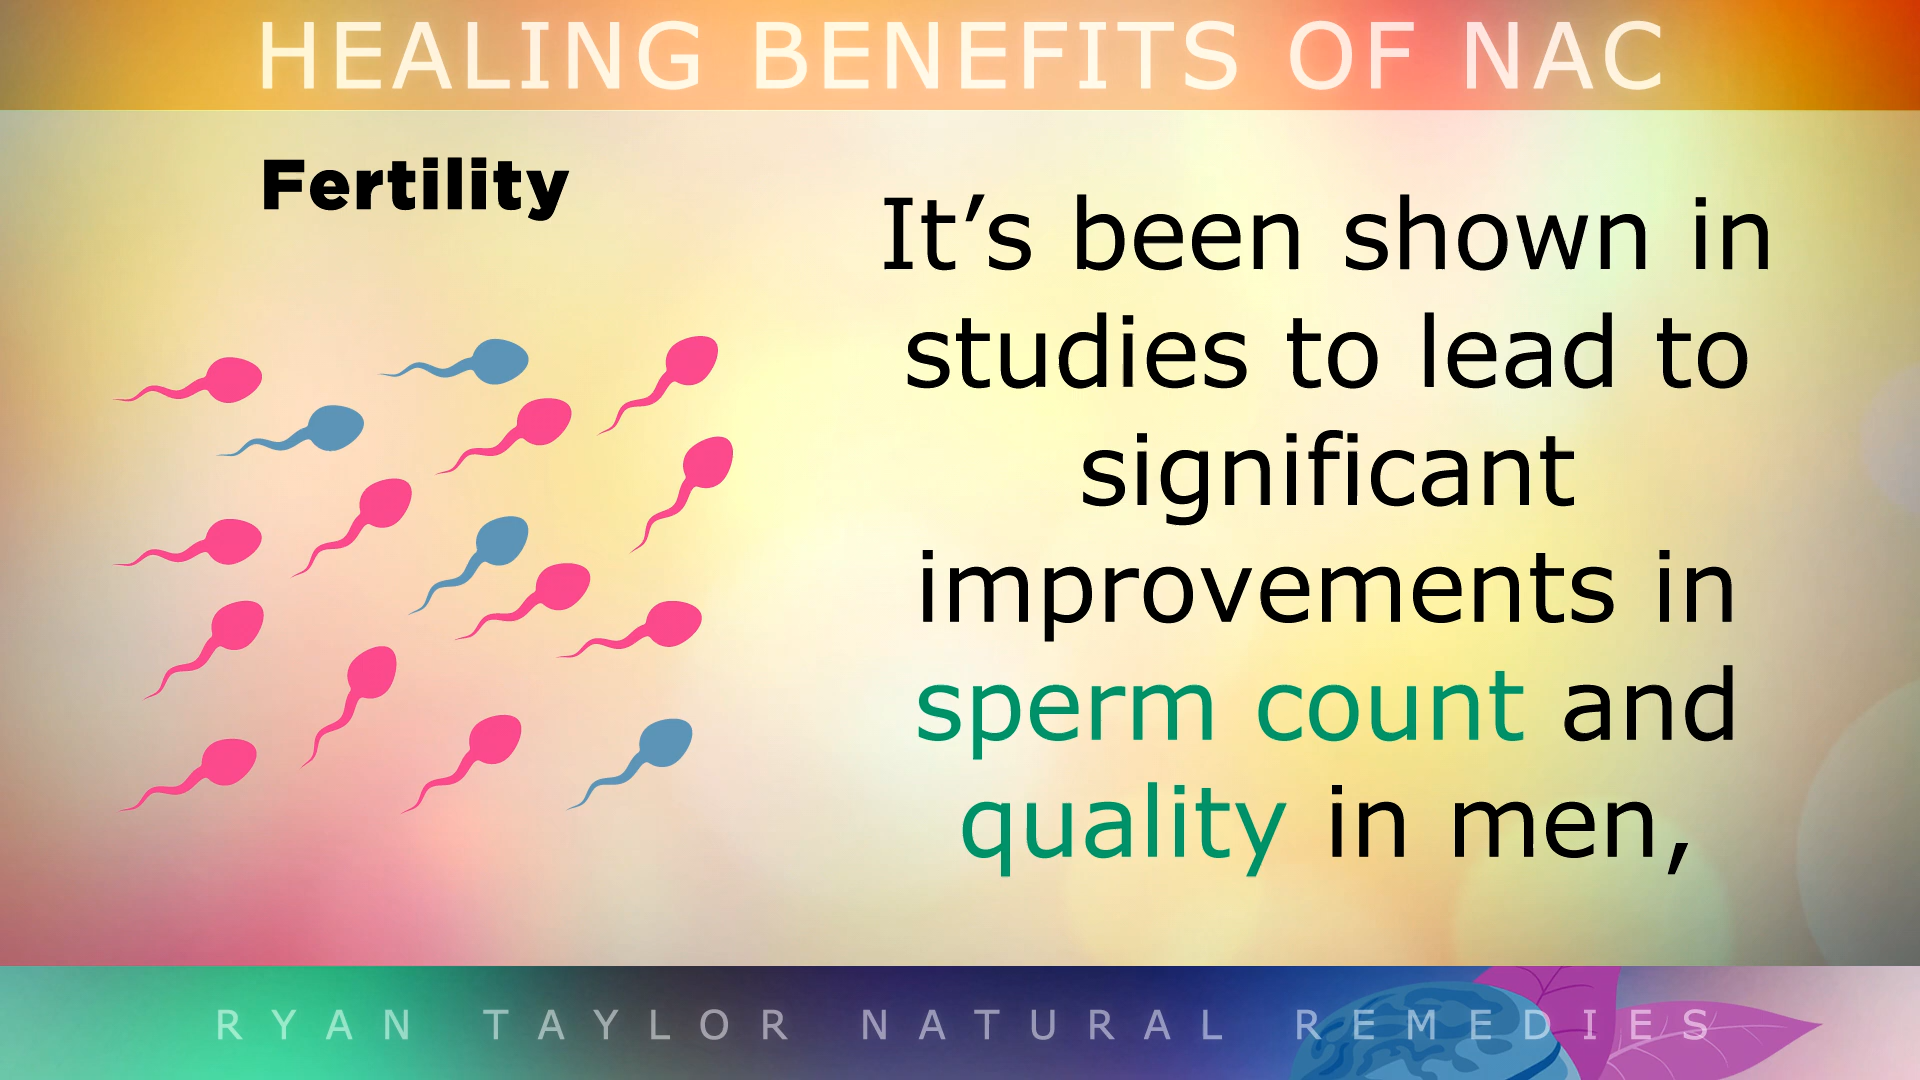 HEALING BENEFITS OF NAC
Fertility
It’s been shown in
studies to lead to
significant
improvements in
sperm count and
quality in men,
RYAN TAYLOR NATURAL REMEDIES